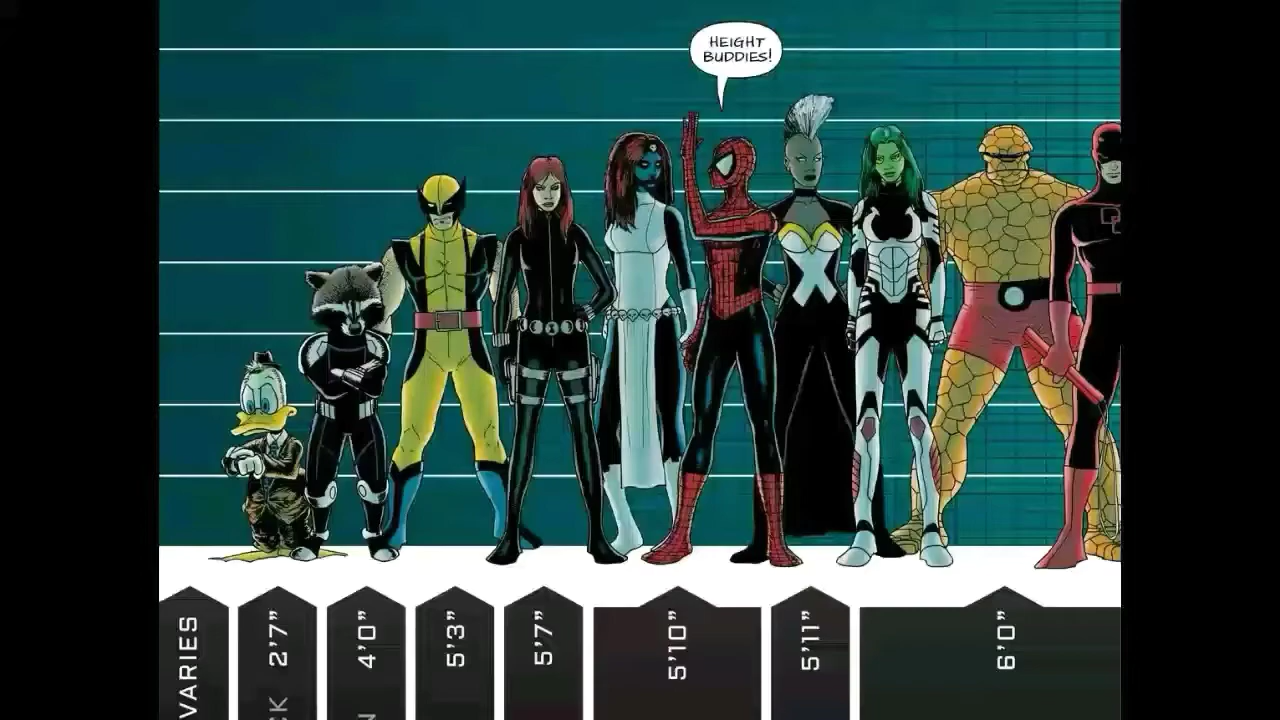 HEIGHT
BUDDIES!
VARIES
CK 2'7”
N 4'0”
5'3”
5'7”
5'10”
5'11”
6'0”